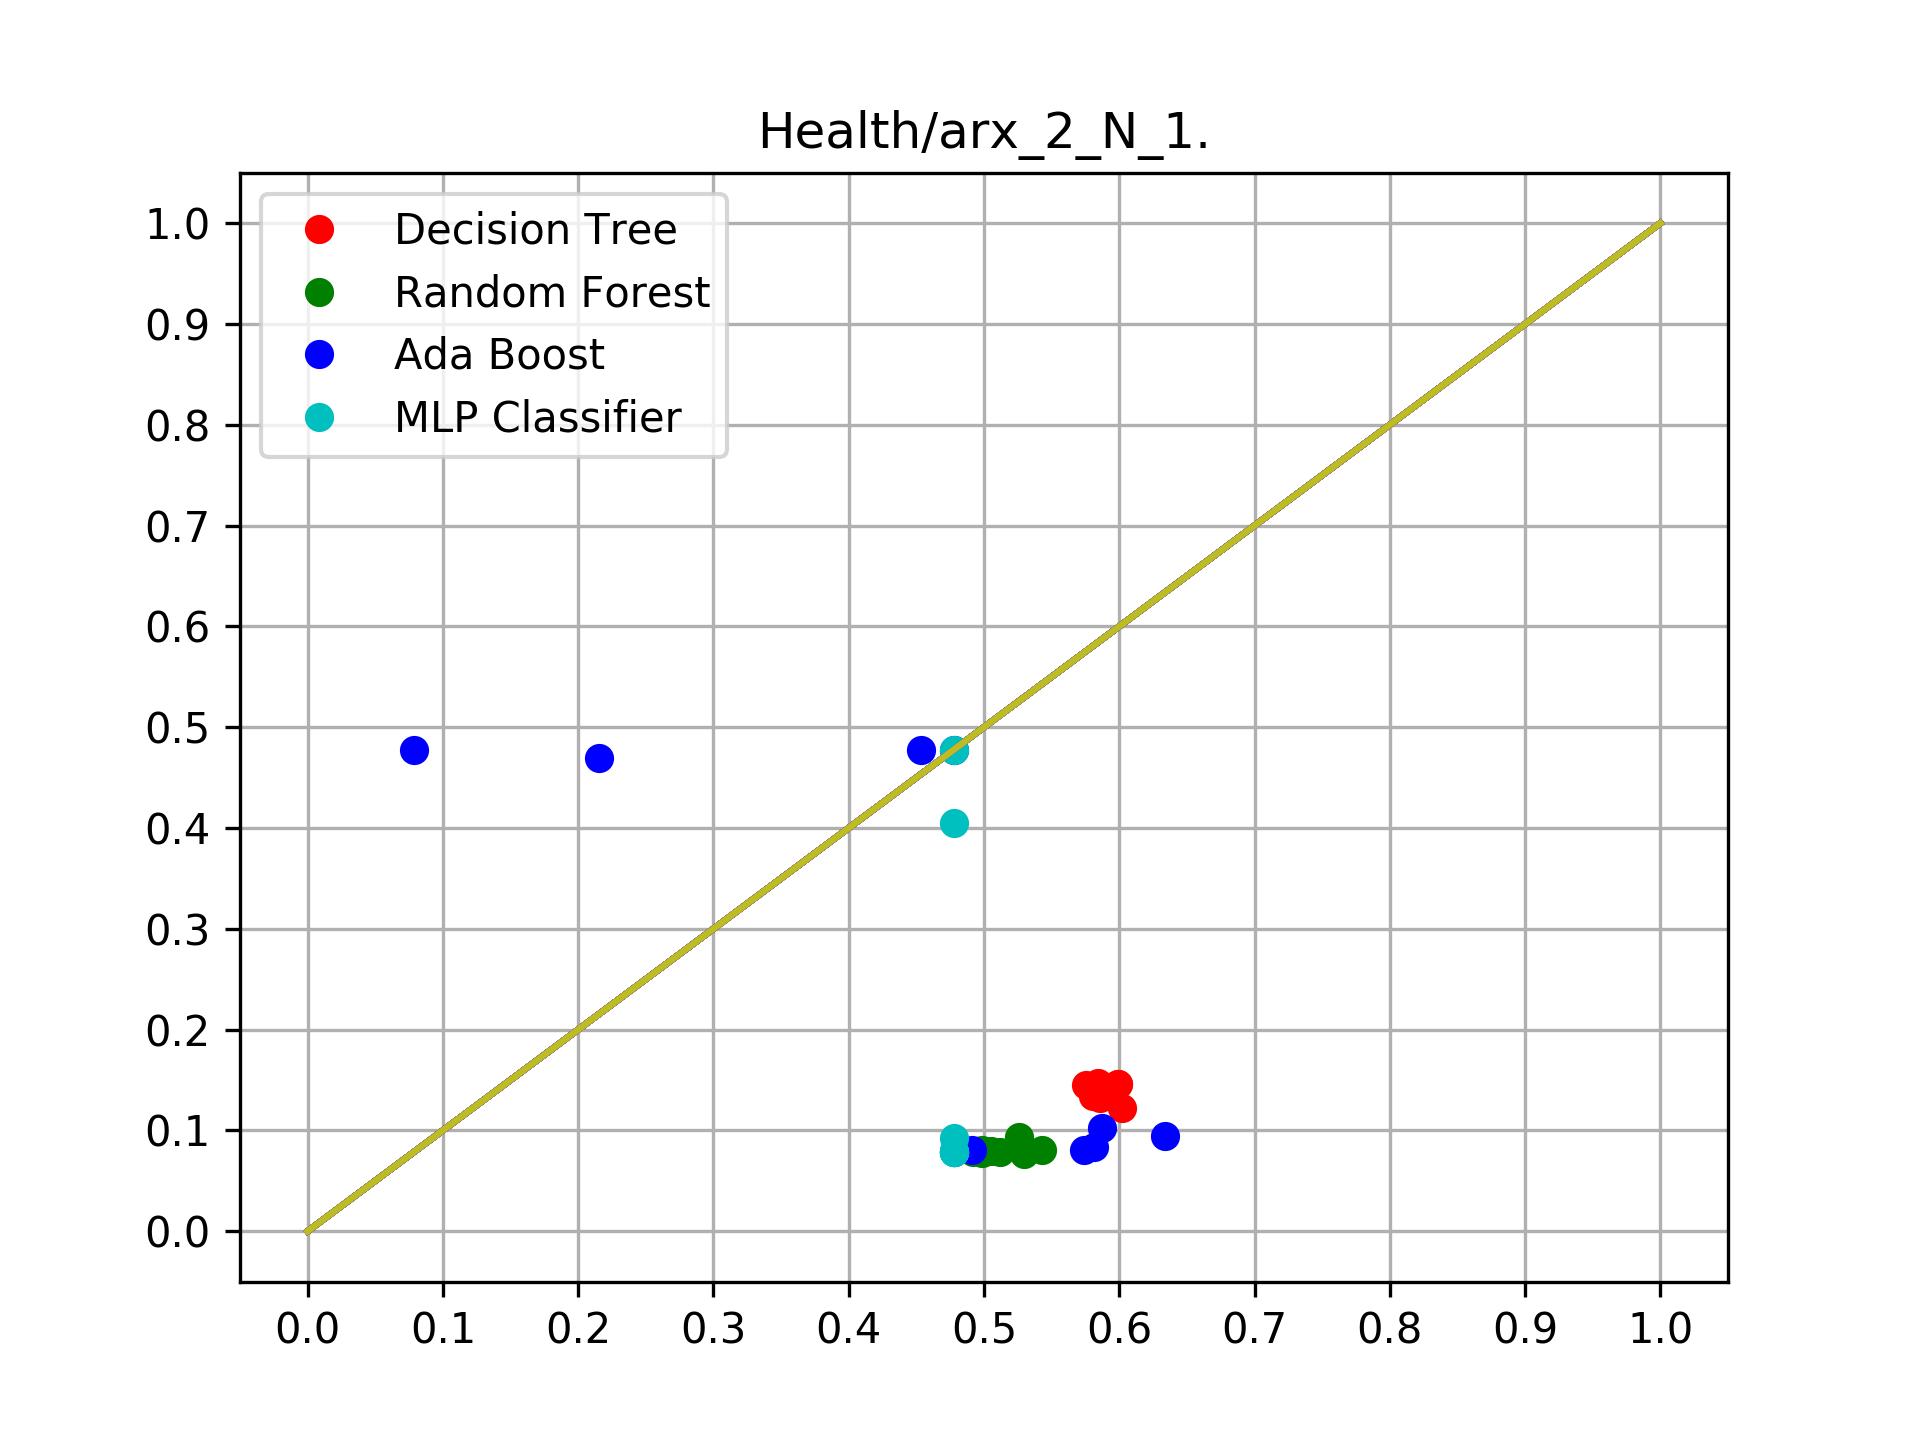 Health/arx_2_N_1.
Decision Tree
Random Forest
Ada Boost
MLP Classifier
1.0
0.9
0.8
0.7
0.6
0.5
0.4
0.3
0.2
0.1
0.0
0.0 0.1 0.2 0.3 0.4 0.5 0.6 0.7 0.8 0.9 1.0